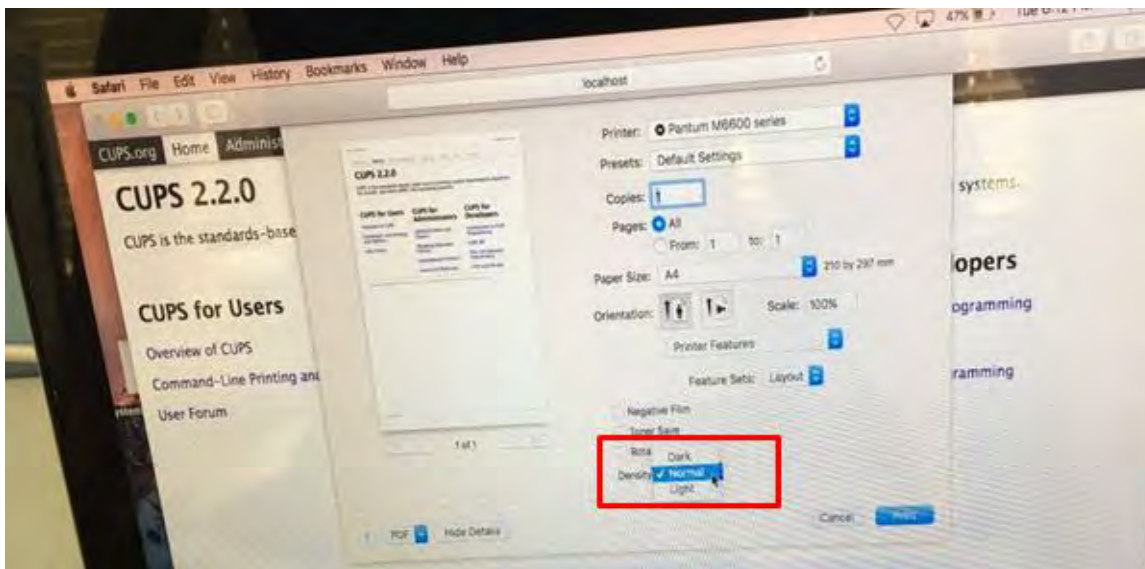 Safari File Edit View History Bookmarks Window Help
47%
localhost
CUPS.org Home Administ
CUPS 2.2.0
CUPS is the standards-base
systems.
CUPS for Users
opers
Overview of CUPS
ogramming
Command-Line Printing and
ramming
User Forum
CUPS 2.2.0
CUPS for Users
CUPS for Administrators
CUPS for Developers
1 of 1
Printer: Pantum M6600 series
Presets: Default Settings
Copies: 1
Pages: All
From: 1 to: 1
Paper Size: A4 210 by 297 mm
Orientation: Scale: 100%
Printer Features
Feature Sets: Layout
Negative Film
Toner Save
Rota
Dark
Density ✓ Normal
Light
? PDF Hide Details Cancel Print